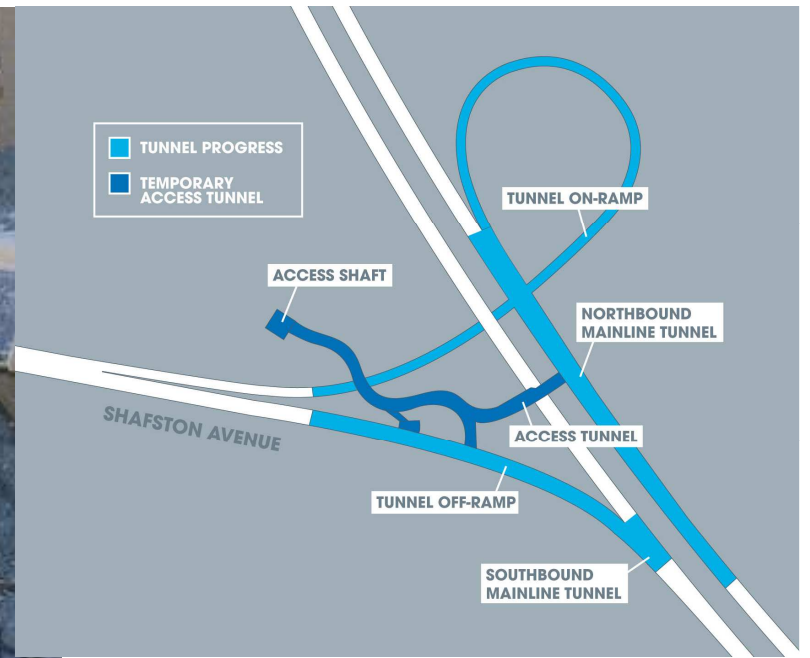 TUNNEL PROGRESS
TEMPORARY
ACCESS TUNNEL
TUNNEL ON-RAMP
ACCESS SHAFT
NORTHBOUND
MAINLINE TUNNEL
SHAFSTON AVENUE
ACCESS TUNNEL
TUNNEL OFF-RAMP
SOUTHBOUND
MAINLINE TUNNEL